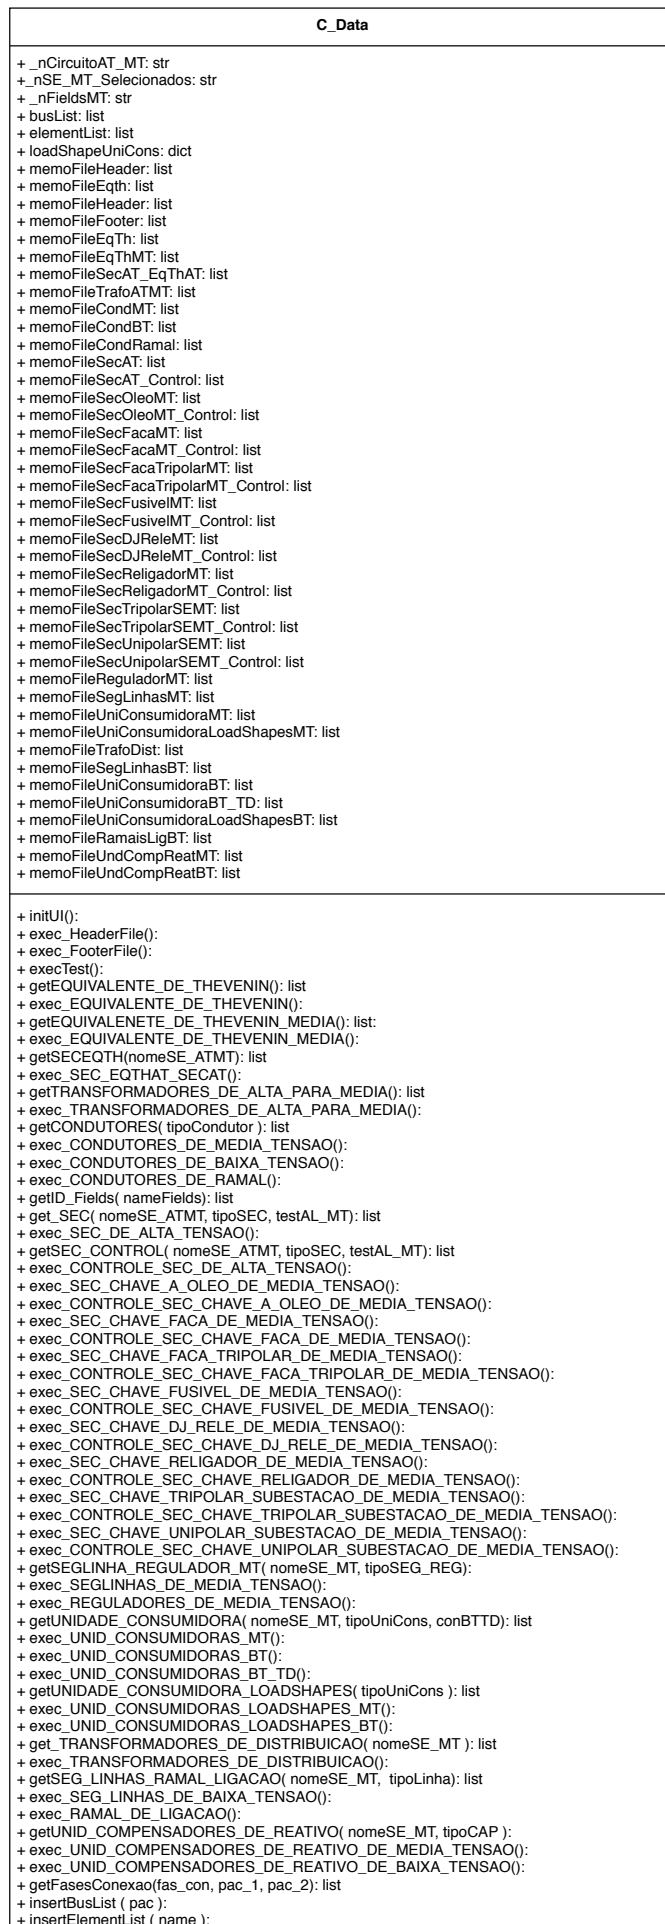 C_Data
+ _nCircuitoAT_MT: str
+_nSE_MT_Selecionados: str
+ _nFieldsMT: str
+ busList: list
+ elementList: list
+ loadShapeUniCons: dict
+ memoFileHeader: list
+ memoFileEqth: list
+ memoFileHeader: list
+ memoFileFooter: list
+ memoFileEqTh: list
+ memoFileEqThMT: list
+ memoFileSecAT_EqThAT: list
+ memoFileTrafoATMT: list
+ memoFileCondMT: list
+ memoFileCondBT: list
+ memoFileCondRamal: list
+ memoFileSecAT: list
+ memoFileSecAT_Control: list
+ memoFileSecOleoMT: list
+ memoFileSecOleoMT_Control: list
+ memoFileSecFacaMT: list
+ memoFileSecFacaMT_Control: list
+ memoFileSecFacaTripolarMT: list
+ memoFileSecFacaTripolarMT_Control: list
+ memoFileSecFusivelMT: list
+ memoFileSecFusivelMT_Control: list
+ memoFileSecDJReleMT: list
+ memoFileSecDJReleMT_Control: list
+ memoFileSecReligadorMT: list
+ memoFileSecReligadorMT_Control: list
+ memoFileSecTripolarSEMT: list
+ memoFileSecTripolarSEMT_Control: list
+ memoFileSecUnipolarSEMT: list
+ memoFileSecUnipolarSEMT_Control: list
+ memoFileReguladorMT: list
+ memoFileSegLinhasMT: list
+ memoFileUniConsumidoraMT: list
+ memoFileUniConsumidoraLoadShapesMT: list
+ memoFileTrafoDist: list
+ memoFileSegLinhasBT: list
+ memoFileUniConsumidoraBT: list
+ memoFileUniConsumidoraBT_TD: list
+ memoFileUniConsumidoraLoadShapesBT: list
+ memoFileRamaisLigBT: list
+ memoFileUndCompReatMT: list
+ memoFileUndCompReatBT: list
+ initUI():
+ exec_HeaderFile():
+ exec_FooterFile():
+ execTest():
+ getEQUIVALENTE_DE_THEVENIN(): list
+ exec_EQUIVALENTE_DE_THEVENIN():
+ getEQUIVALENETE_DE_THEVENIN_MEDIA(): list:
+ exec_EQUIVALENTE_DE_THEVENIN_MEDIA():
+ getSECEQTH(nomeSE_ATMT): list
+ exec_SEC_EQTHAT_SECAT():
+ getTRANSFORMADORES_DE_ALTA_PARA_MEDIA(): list
+ exec_TRANSFORMADORES_DE_ALTA_PARA_MEDIA():
+ getCONDUTORES( tipoCondutor ): list
+ exec_CONDUTORES_DE_MEDIA_TENSAO():
+ exec_CONDUTORES_DE_BAIXA_TENSAO():
+ exec_CONDUTORES_DE_RAMAL():
+ getID_Fields( nameFields): list
+ get_SEC( nomeSE_ATMT, tipoSEC, testAL_MT): list
+ exec_SEC_DE_ALTA_TENSAO():
+ getSEC_CONTROL( nomeSE_ATMT, tipoSEC, testAL_MT): list
+ exec_CONTROLE_SEC_DE_ALTA_TENSAO():
+ exec_SEC_CHAVE_A_OLEO_DE_MEDIA_TENSAO():
+ exec_CONTROLE_SEC_CHAVE_A_OLEO_DE_MEDIA_TENSAO():
+ exec_SEC_CHAVE_FACA_DE_MEDIA_TENSAO():
+ exec_CONTROLE_SEC_CHAVE_FACA_DE_MEDIA_TENSAO():
+ exec_SEC_CHAVE_FACA_TRIPOLAR_DE_MEDIA_TENSAO():
+ exec_CONTROLE_SEC_CHAVE_FACA_TRIPOLAR_DE_MEDIA_TENSAO():
+ exec_SEC_CHAVE_FUSIVEL_DE_MEDIA_TENSAO():
+ exec_CONTROLE_SEC_CHAVE_FUSIVEL_DE_MEDIA_TENSAO():
+ exec_SEC_CHAVE_DJ_RELE_DE_MEDIA_TENSAO():
+ exec_CONTROLE_SEC_CHAVE_DJ_RELE_DE_MEDIA_TENSAO():
+ exec_SEC_CHAVE_RELIGADOR_DE_MEDIA_TENSAO():
+ exec_CONTROLE_SEC_CHAVE_RELIGADOR_DE_MEDIA_TENSAO():
+ exec_SEC_CHAVE_TRIPOLAR_SUBESTACAO_DE_MEDIA_TENSAO():
+ exec_CONTROLE_SEC_CHAVE_TRIPOLAR_SUBESTACAO_DE_MEDIA_TENSAO():
+ exec_SEC_CHAVE_UNIPOLAR_SUBESTACAO_DE_MEDIA_TENSAO():
+ exec_CONTROLE_SEC_CHAVE_UNIPOLAR_SUBESTACAO_DE_MEDIA_TENSAO():
+ getSEGLINHA_REGULADOR_MT( nomeSE_MT, tipoSEG_REG):
+ exec_SEGLINHAS_DE_MEDIA_TENSAO():
+ exec_REGULADORES_DE_MEDIA_TENSAO():
+ getUNIDADE_CONSUMIDORA( nomeSE_MT, tipoUniCons, conBTTD): list
+ exec_UNID_CONSUMIDORAS_MT():
+ exec_UNID_CONSUMIDORAS_BT():
+ exec_UNID_CONSUMIDORAS_BT_TD():
+ getUNIDADE_CONSUMIDORA_LOADSHAPES( tipoUniCons ): list
+ exec_UNID_CONSUMIDORAS_LOADSHAPES_MT():
+ exec_UNID_CONSUMIDORAS_LOADSHAPES_BT():
+ get_TRANSFORMADORES_DE_DISTRIBUICAO( nomeSE_MT ): list
+ exec_TRANSFORMADORES_DE_DISTRIBUICAO():
+ getSEG_LINHAS_RAMAL_LIGACAO( nomeSE_MT, tipoLinha): list
+ exec_SEG_LINHAS_DE_BAIXA_TENSAO():
+ exec_RAMAL_DE_LIGACAO():
+ getUNID_COMPENSADORES_DE_REATIVO( nomeSE_MT, tipoCAP ):
+ exec_UNID_COMPENSADORES_DE_REATIVO_DE_MEDIA_TENSAO():
+ exec_UNID_COMPENSADORES_DE_REATIVO_DE_BAIXA_TENSAO():
+ getFasesConexao(fas_con, pac_1, pac_2): list
+ insertBusList ( pac ):
+ insertElementList ( name ):